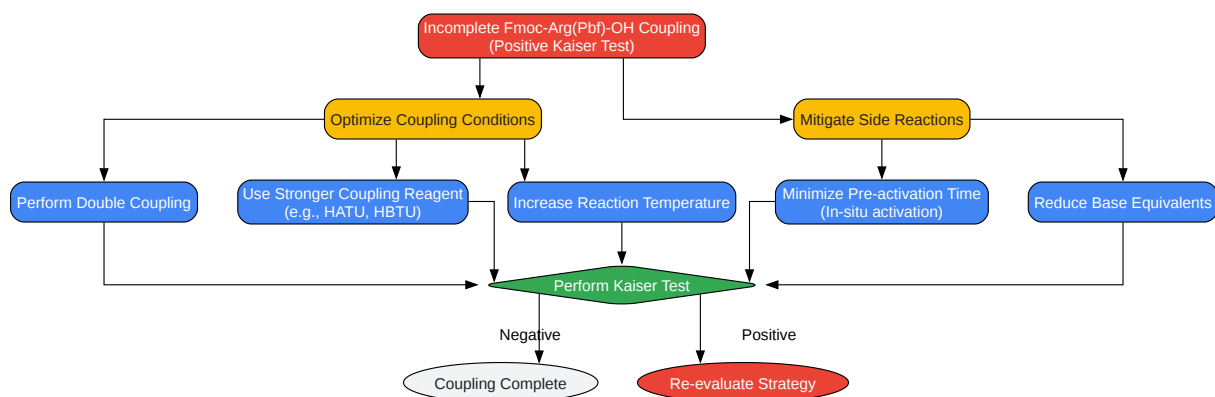 Incomplete Fmoc-Arg(Pbf)-OH Coupling
(Positive Kaiser Test)
Optimize Coupling Conditions
Mitigate Side Reactions
Perform Double Coupling
Use Stronger Coupling Reagent
(e.g., HATU, HBTU)
Increase Reaction Temperature
Minimize Pre-activation Time
(In-situ activation)
Reduce Base Equivalents
Perform Kaiser Test
Negative
Positive
Coupling Complete
Re-evaluate Strategy